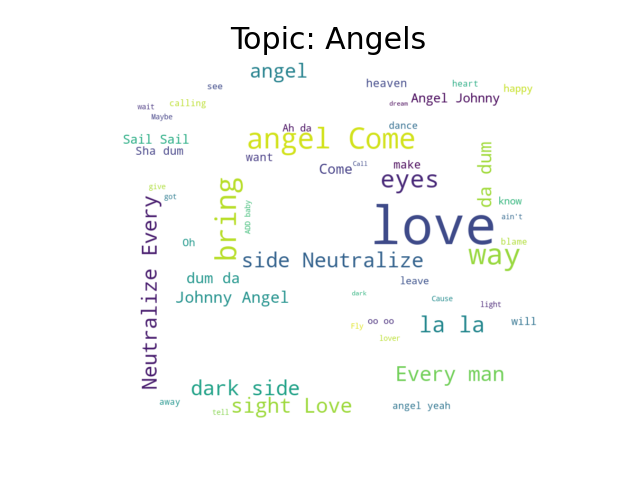 Topic: Angels
angel
see
heaven
heart
happy
wait
calling
dream
Angel Johnny
Maybe
Ah da
dance
Sail Sail
angel Come
Sha dum
want
Come
Call
make
da dum
eyes
give
got
bring
ADD baby
know
love
ain't
Neutralize Every
Oh
blame
way
side Neutralize
dum da
leave
Johnny Angel
dark
Cause
light
Fly
oo oo
la la
will
lover
Every man
dark side
away
tell
sight Love
angel yeah